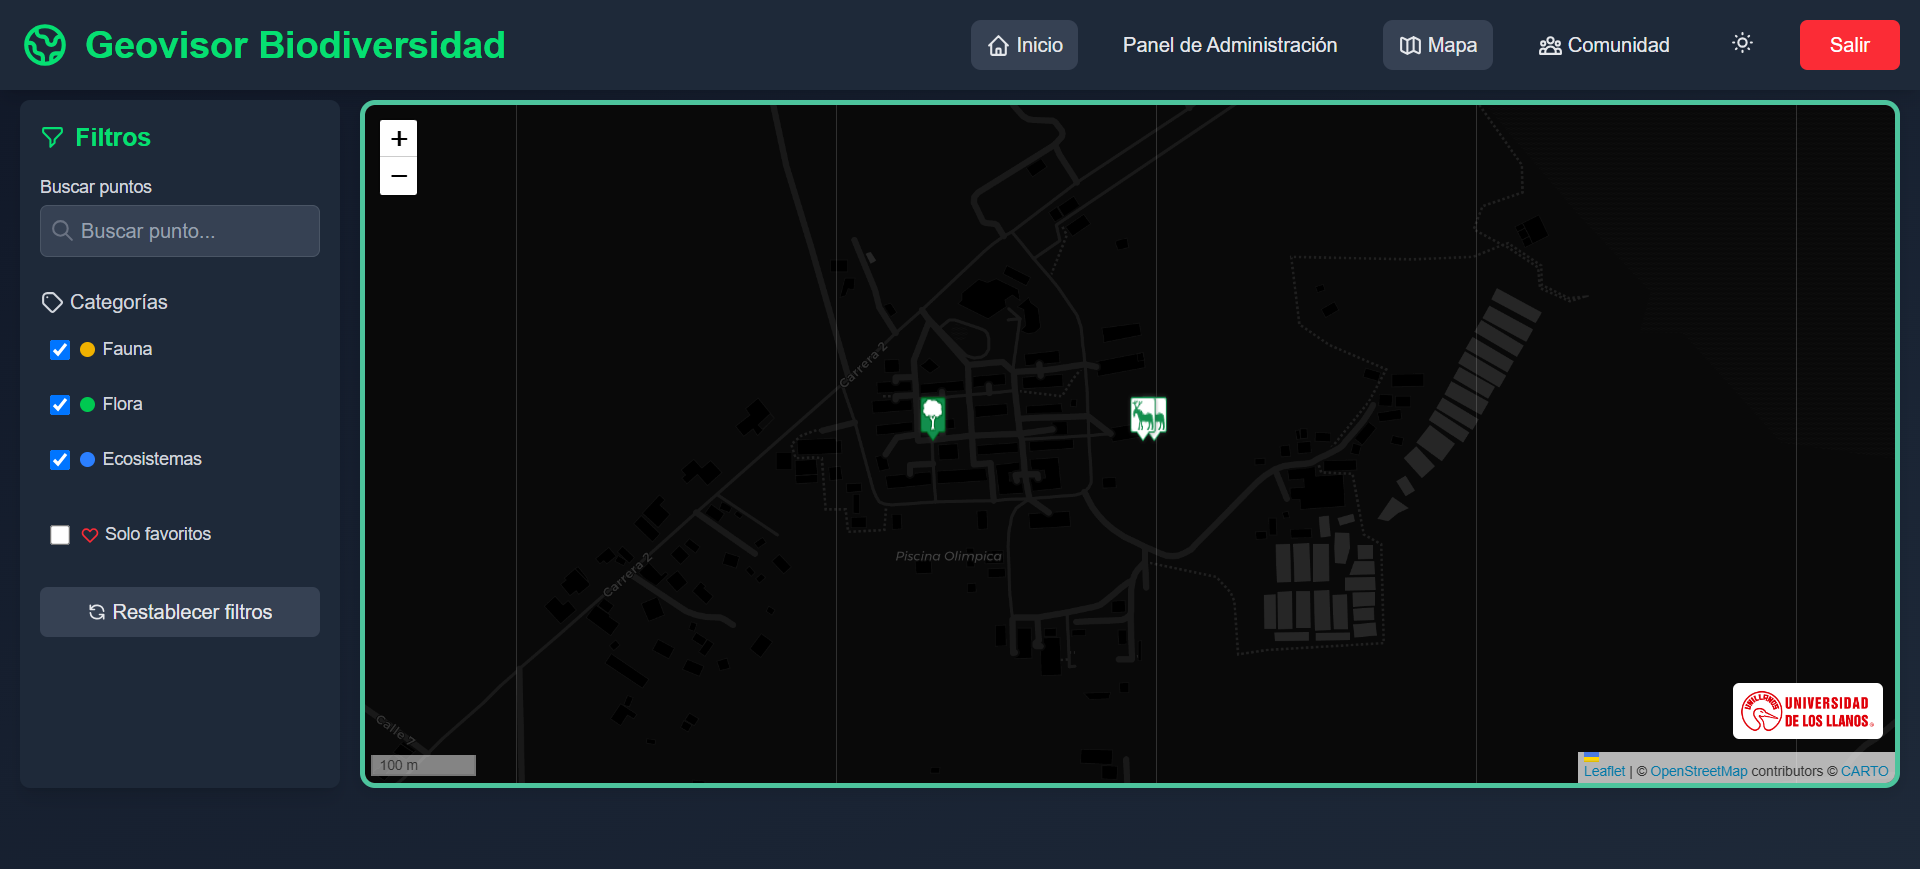 Geovisor Biodiversidad
Inicio
Panel de Administración
Mapa
Comunidad
Salir
Filtros
Buscar puntos
Buscar punto...
Categorías
Fauna
Flora
Ecosistemas
Solo favoritos
Restablecer filtros
+
−
Carrera 2
Piscina Olimpica
Carrera 2
Calle 7
100 m
UNILLANOS
UNIVERSIDAD
DE LOS LLANOS
Leaflet | © OpenStreetMap contributors © CARTO